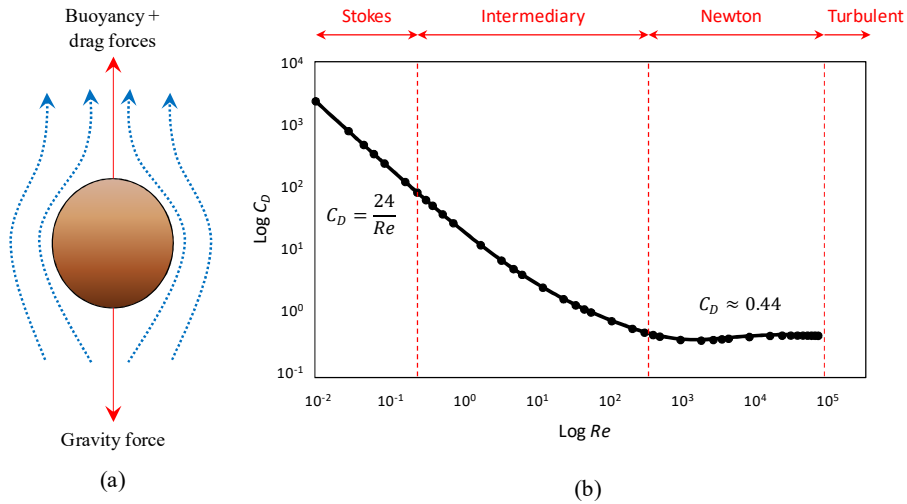 Buoyancy +
drag forces
Gravity force
(a)
Stokes
Intermediary
Newton
Turbulent
Log C_D
10^4
10^3
10^2
10^1
10^0
10^-1
C_D = 24/Re
C_D ≈ 0.44
10^-2
10^-1
10^0
10^1
10^2
10^3
10^4
10^5
Log Re
(b)